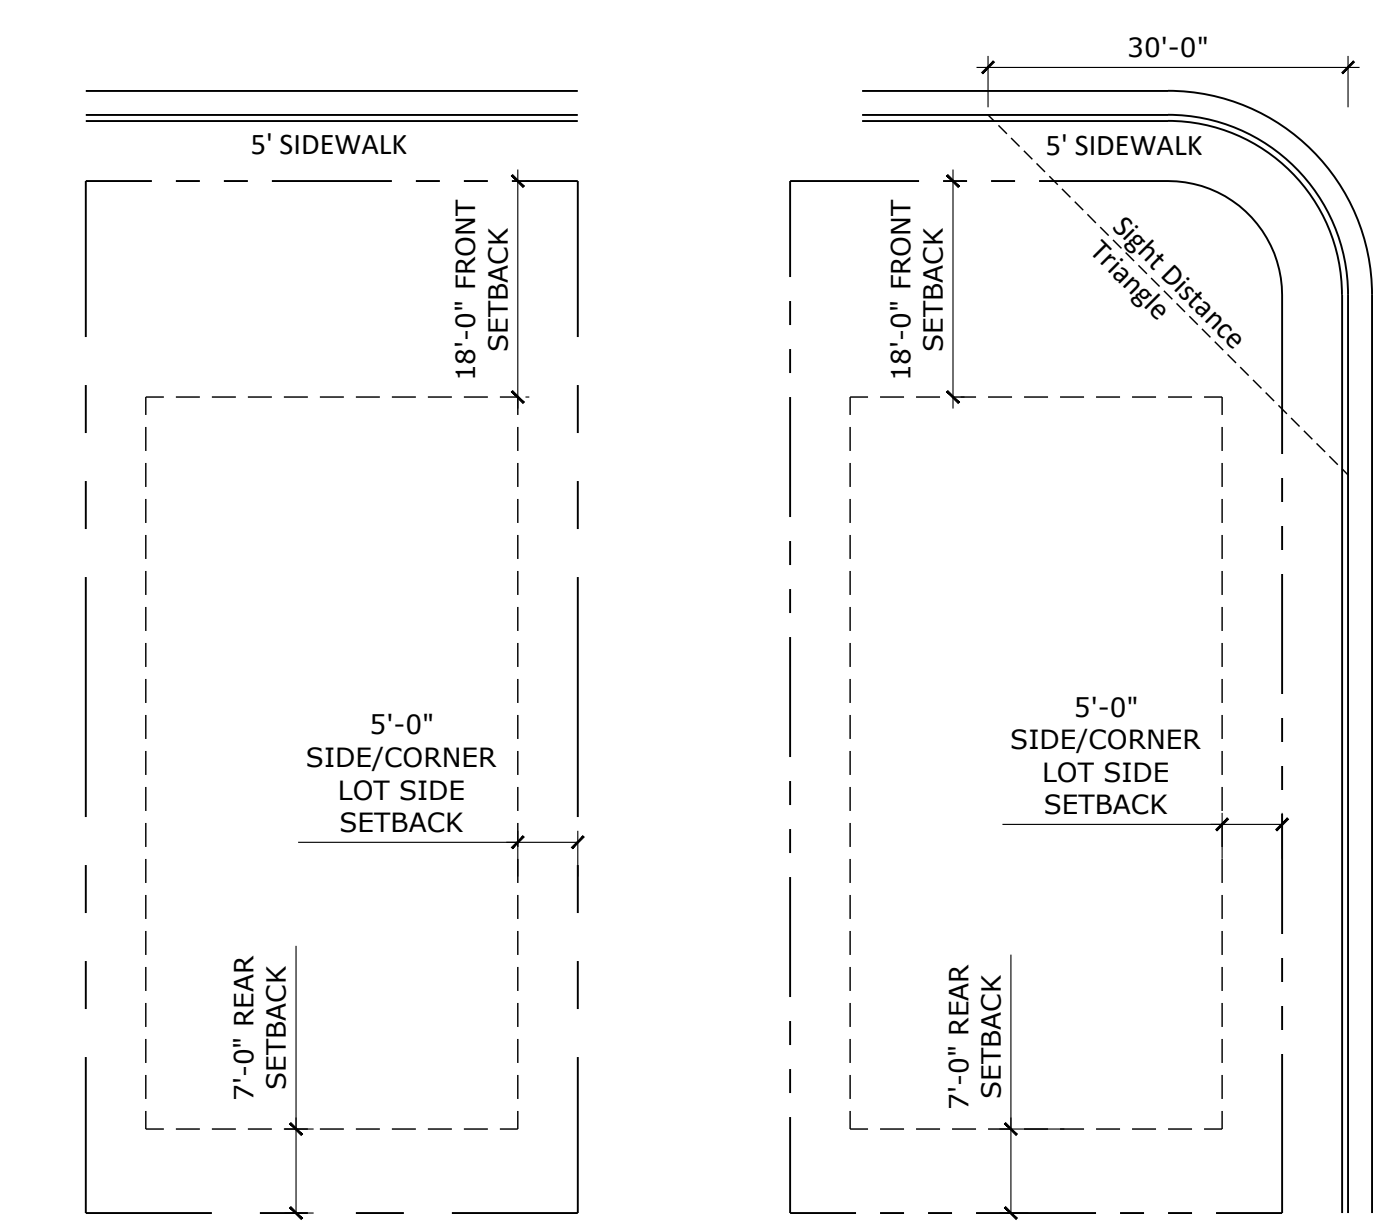 5' SIDEWALK
18'-0" FRONT
SETBACK
5'-0"
SIDE/CORNER
LOT SIDE
SETBACK
7'-0" REAR
SETBACK
30'-0"
5' SIDEWALK
Sight Distance
Triangle
18'-0" FRONT
SETBACK
5'-0"
SIDE/CORNER
LOT SIDE
SETBACK
7'-0" REAR
SETBACK